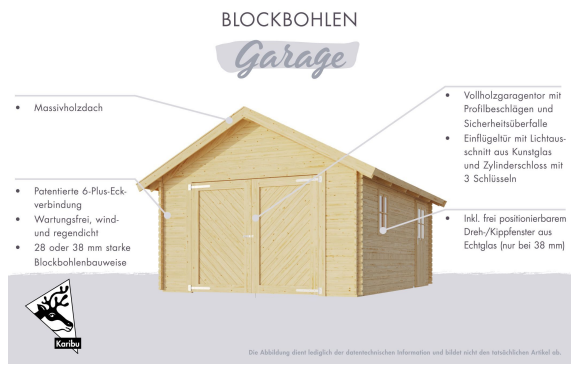 BLOCKBOHLEN
Garage
• Massivholzdach
• Vollholzgaragentor mit
Profilbeschlägen und
Sicherheitsüberfalle
• Einflügeltür mit Lichtaus-
schnitt aus Kunstglas
und Zylinderschloss mit
3 Schlüsseln
• Patentierte 6-Plus-Eck-
verbindung
• Wartungsfrei, wind-
und regendicht
• 28 oder 38 mm starke
Blockbohlenbauweise
• Inkl. frei positionierbarem
Dreh-/Kippfenster aus
Echtglas (nur bei 38 mm)
Karibu
Die Abbildung dient lediglich der datentechnischen Information und bildet nicht den tatsächlichen Artikel ab.